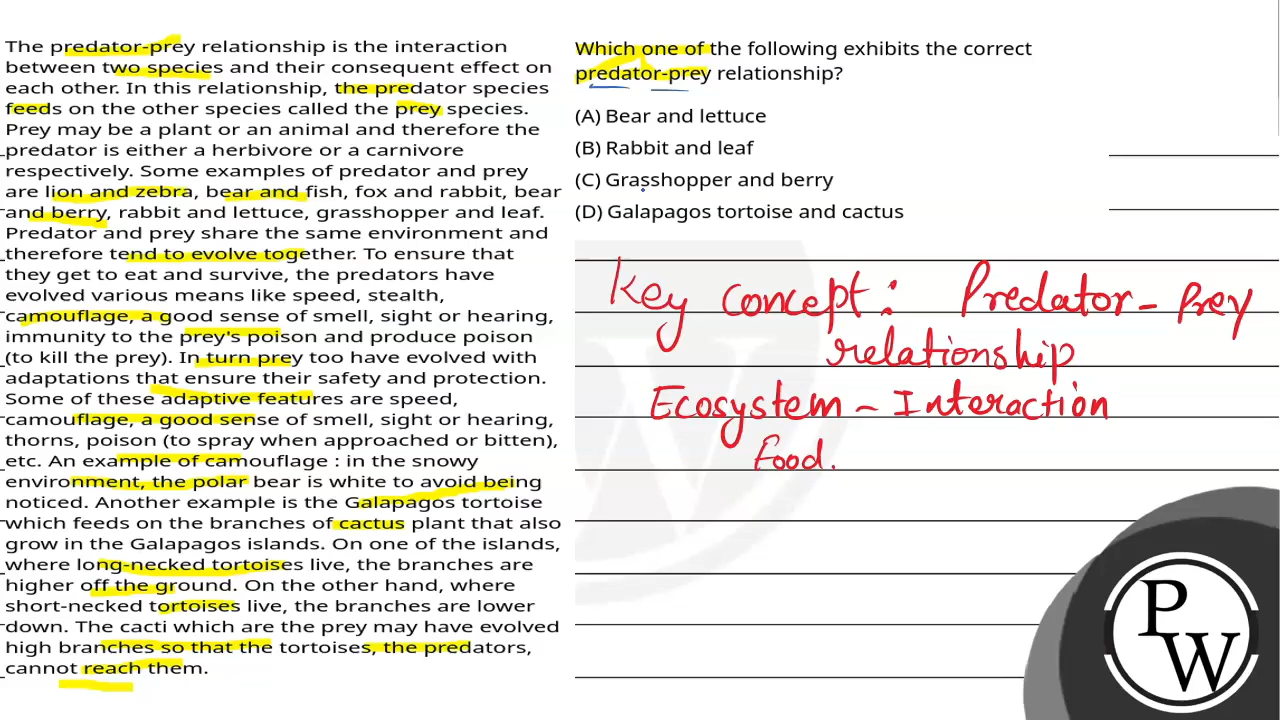 The predator-prey relationship is the interaction
between two species and their consequent effect on
each other. In this relationship, the predator species
feeds on the other species called the prey species.
Prey may be a plant or an animal and therefore the
predator is either a herbivore or a carnivore
respectively. Some examples of predator and prey
are lion and zebra, bear and fish, fox and rabbit, bear
and berry, rabbit and lettuce, grasshopper and leaf.
Predator and prey share the same environment and
therefore tend to evolve together. To ensure that
they get to eat and survive, the predators have
evolved various means like speed, stealth,
camouflage, a good sense of smell, sight or hearing,
immunity to the prey's poison and produce poison
(to kill the prey). In turn prey too have evolved with
adaptations that ensure their safety and protection.
Some of these adaptive features are speed,
camouflage, a good sense of smell, sight or hearing,
thorns, poison (to spray when approached or bitten),
etc. An example of camouflage : in the snowy
environment, the polar bear is white to avoid being
noticed. Another example is the Galapagos tortoise
which feeds on the branches of cactus plant that also
grow in the Galapagos islands. On one of the islands,
where long-necked tortoises live, the branches are
higher off the ground. On the other hand, where
short-necked tortoises live, the branches are lower
down. The cacti which are the prey may have evolved
high branches so that the tortoises, the predators,
cannot reach them.
Which one of the following exhibits the correct
predator-prey relationship?
(A) Bear and lettuce
(B) Rabbit and leaf
(C) Grasshopper and berry
(D) Galapagos tortoise and cactus
Key concept : Predator - Prey
relationship
Ecosystem - Interaction
food.
P
W